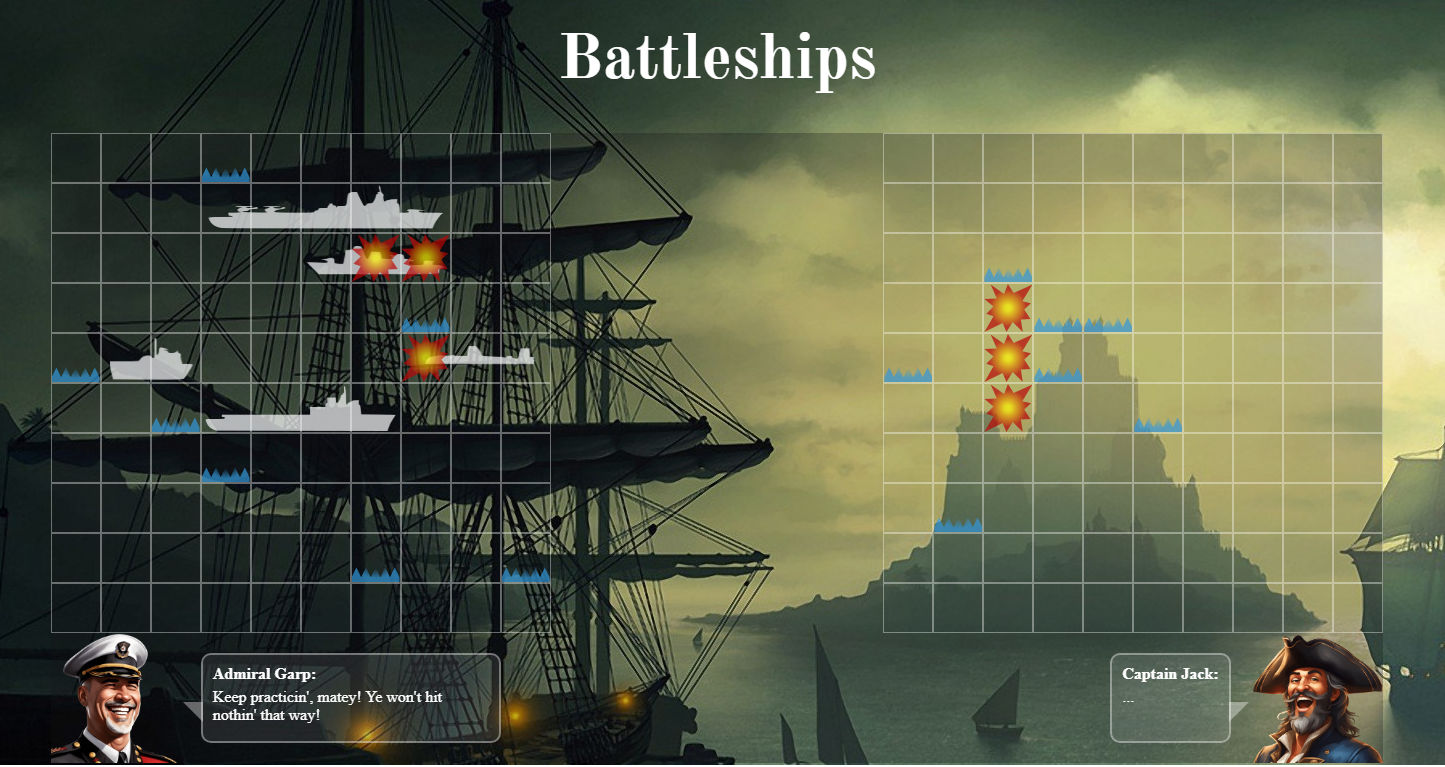 Battleships
Admiral Garp:
Keep practicin', matey! Ye won't hit
nothin' that way!
Captain Jack:
...